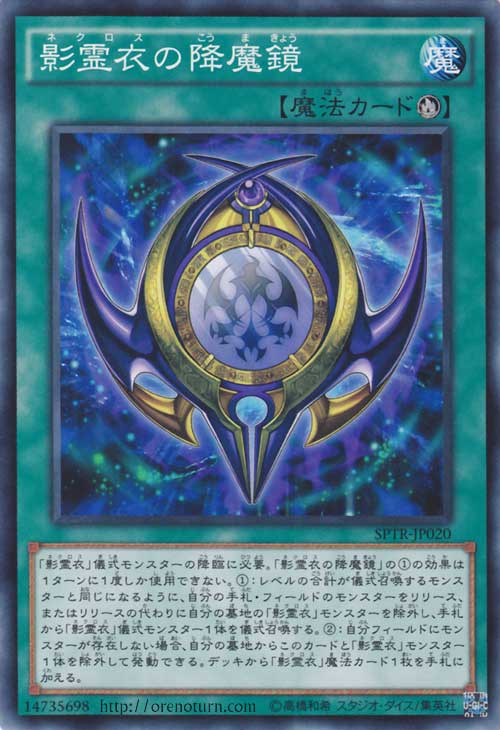 ネクロス こう ま きょう
影霊衣の降魔鏡
魔
ま ほう
【魔法カード】
SPTR-JP020
「影霊衣」儀式モンスターの降臨に必要。「影霊衣の降魔鏡」の①の効果は
1ターンに1度しか使用できない。①:レベルの合計が儀式召喚するモンス
ターと同じになるように、自分の手札・フィールドのモンスターをリリース、
またはリリースの代わりに自分の墓地の「影霊衣」モンスターを除外し、手札
から「影霊衣」儀式モンスター1体を儀式召喚する。②:自分フィールドにモ
ンスターが存在しない場合、自分の墓地からこのカードと「影霊衣」モンスター
1体を除外して発動できる。デッキから「影霊衣」魔法カード1枚を手札に
加える。
14735698 http://orenoturn.com ©高橋和希 スタジオ・ダイス/集英社